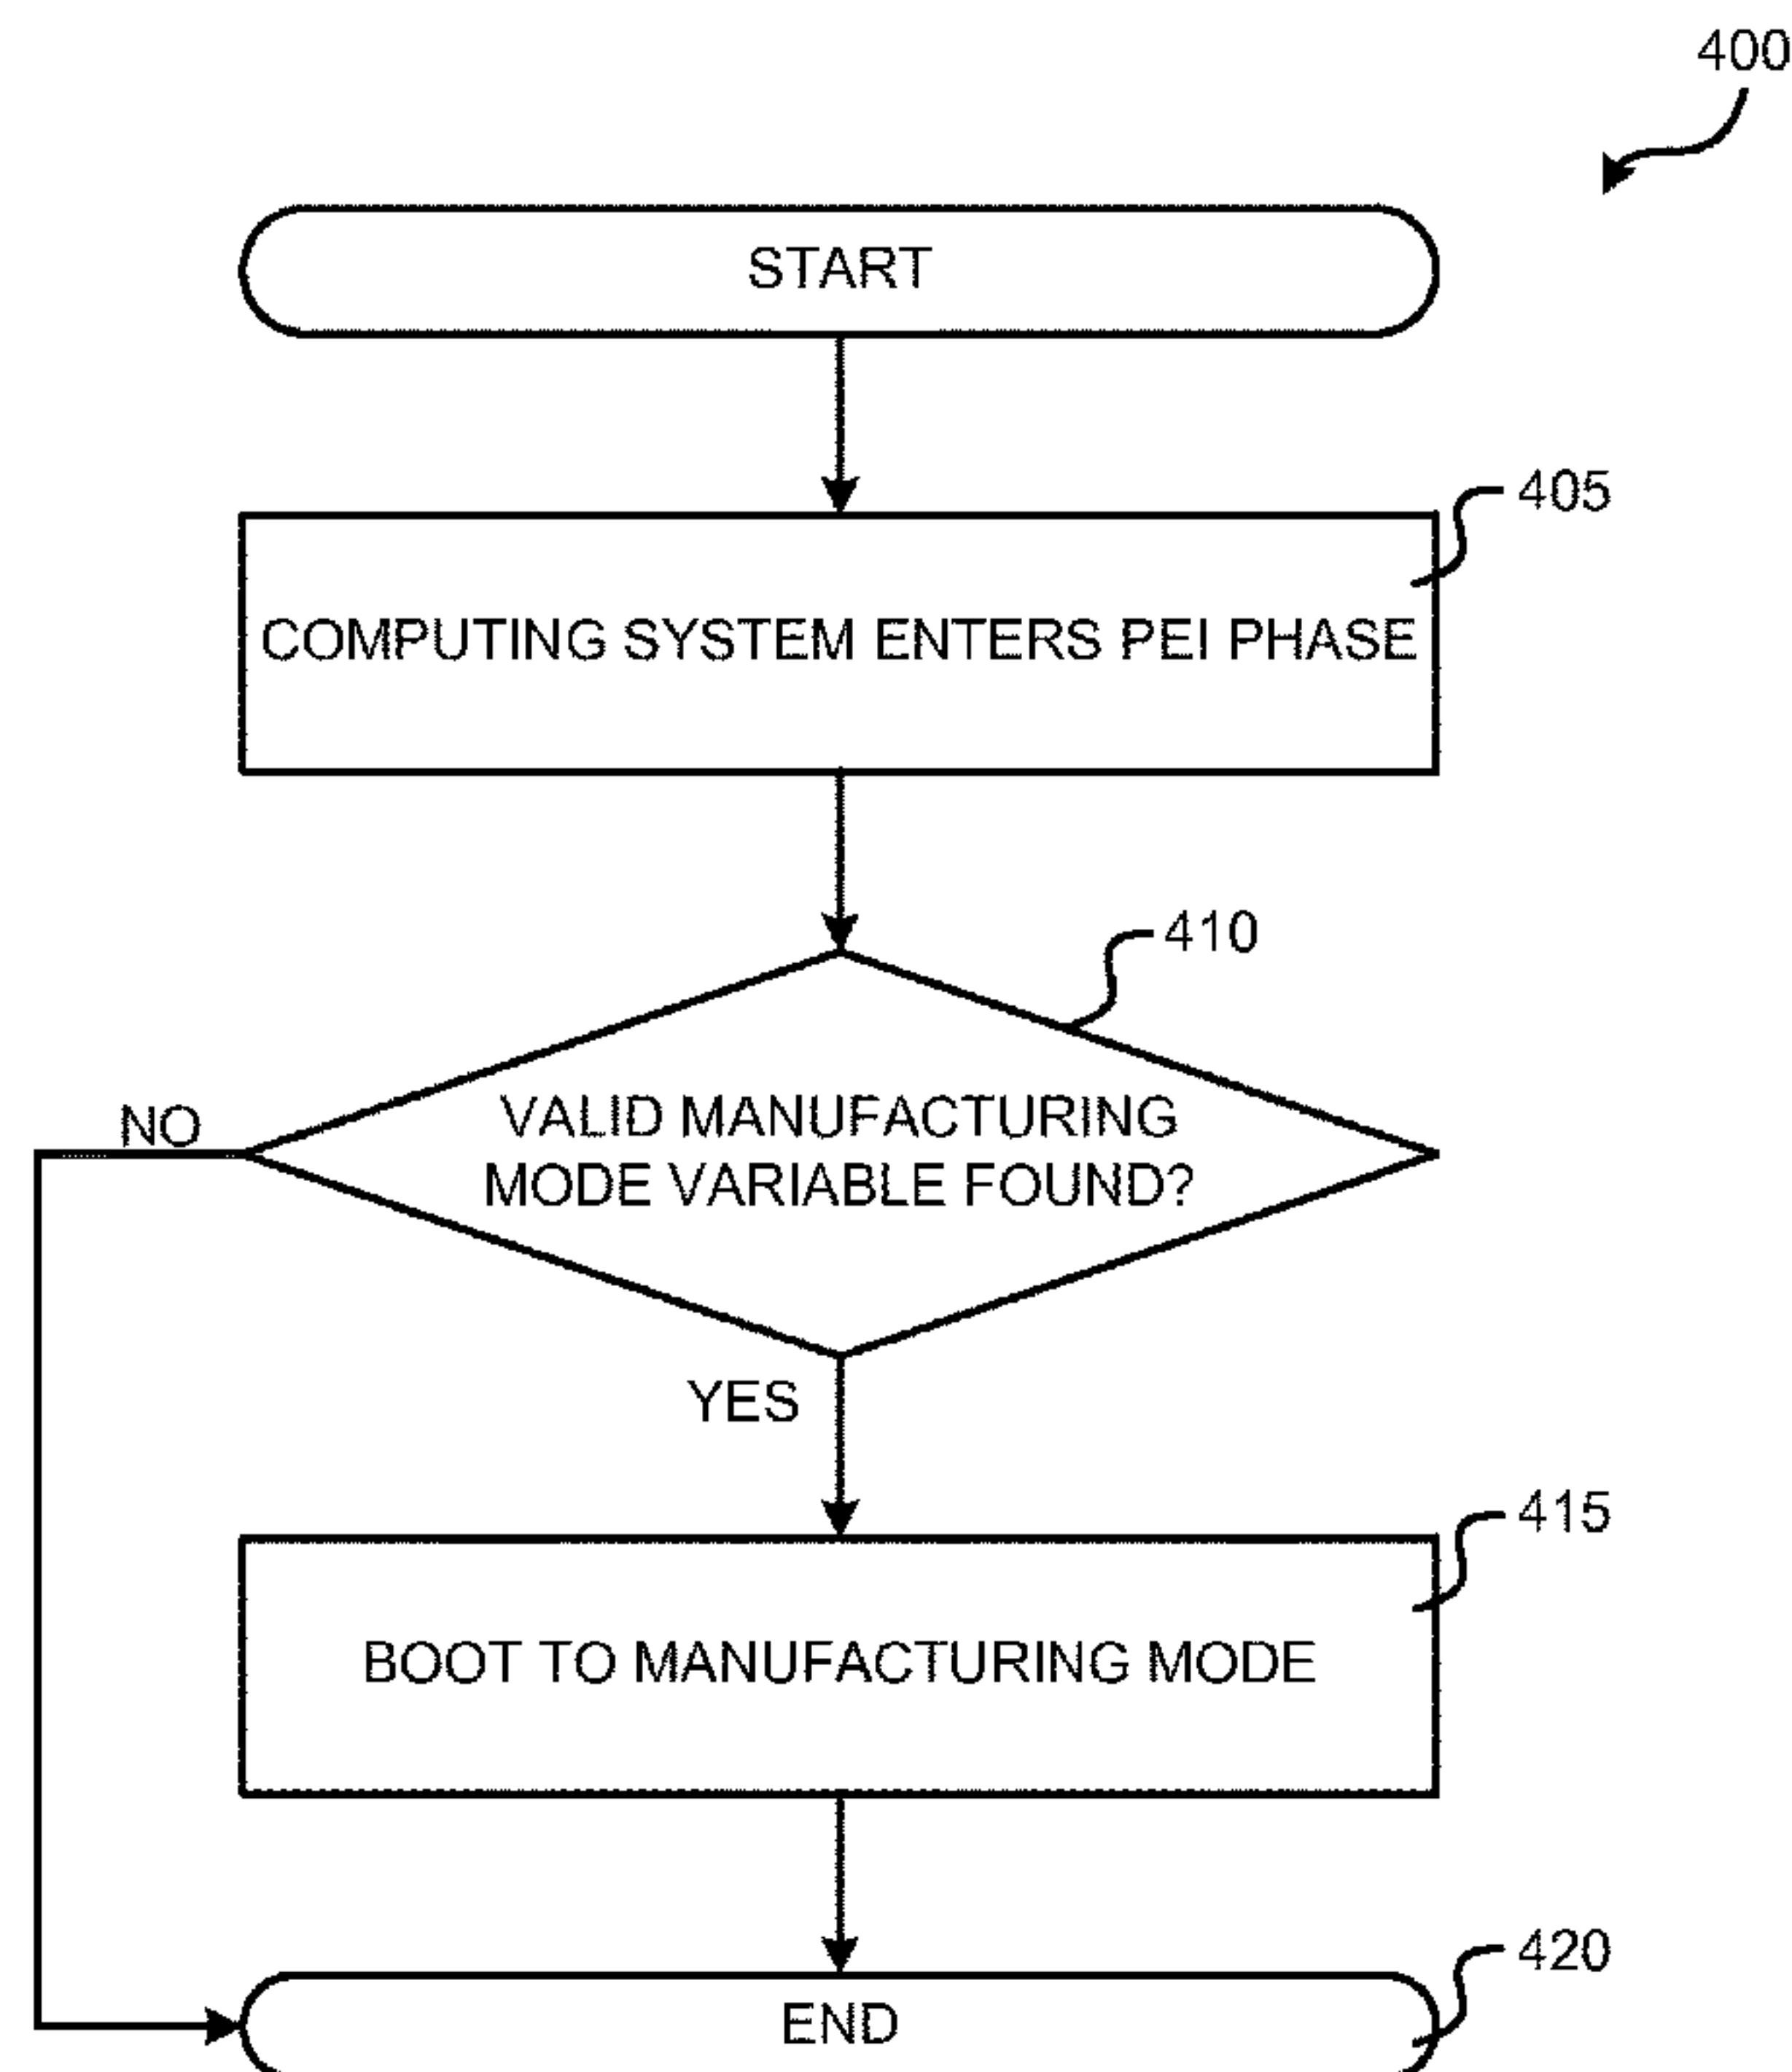 400
START
405
COMPUTING SYSTEM ENTERS PEI PHASE
410
VALID MANUFACTURING
MODE VARIABLE FOUND?
NO
YES
415
BOOT TO MANUFACTURING MODE
420
END